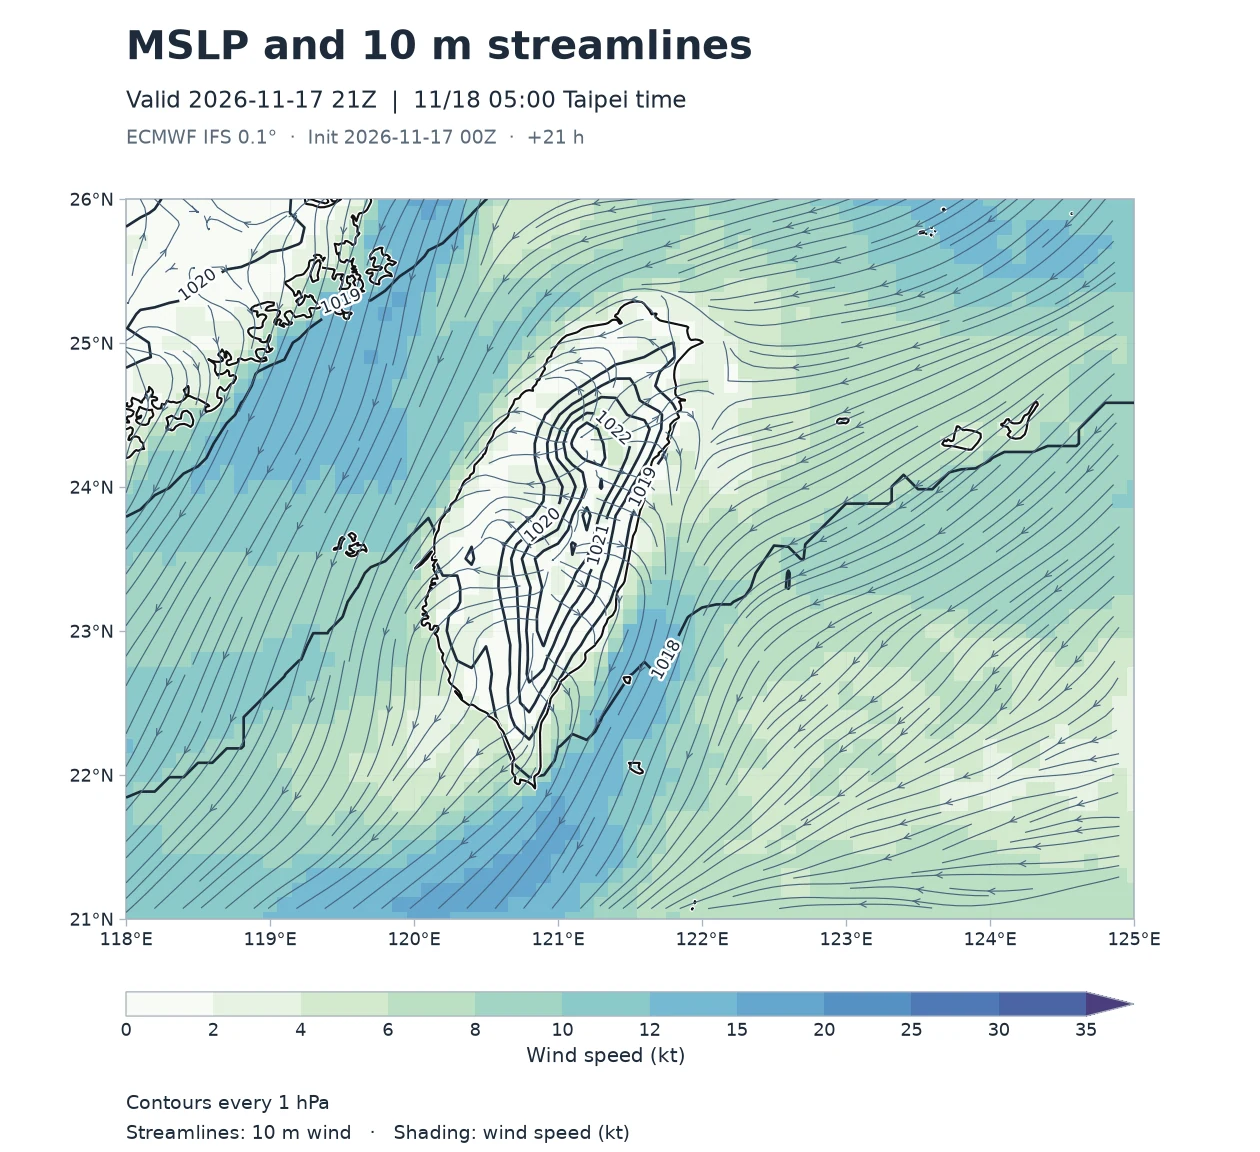 MSLP and 10 m streamlines
Valid 2026-11-17 21Z | 11/18 05:00 Taipei time
ECMWF IFS 0.1° · Init 2026-11-17 00Z · +21 h
26°N
1020
1019
25°N
1022
24°N
1019
1020
1021
23°N
1018
22°N
21°N
118°E 119°E 120°E 121°E 122°E 123°E 124°E 125°E
0 2 4 6 8 10 12 15 20 25 30 35
Wind speed (kt)
Contours every 1 hPa
Streamlines: 10 m wind · Shading: wind speed (kt)